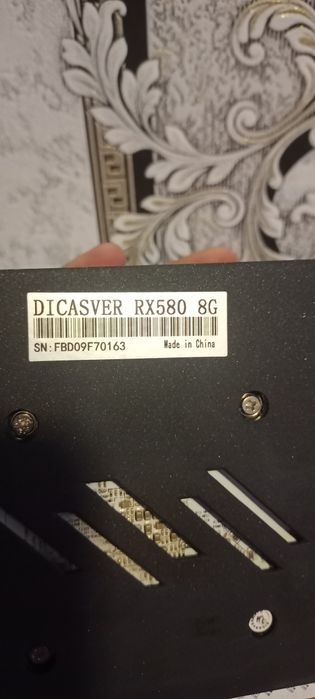 DICASVER RX580 8G
SN:FBD09F70163 Made in China